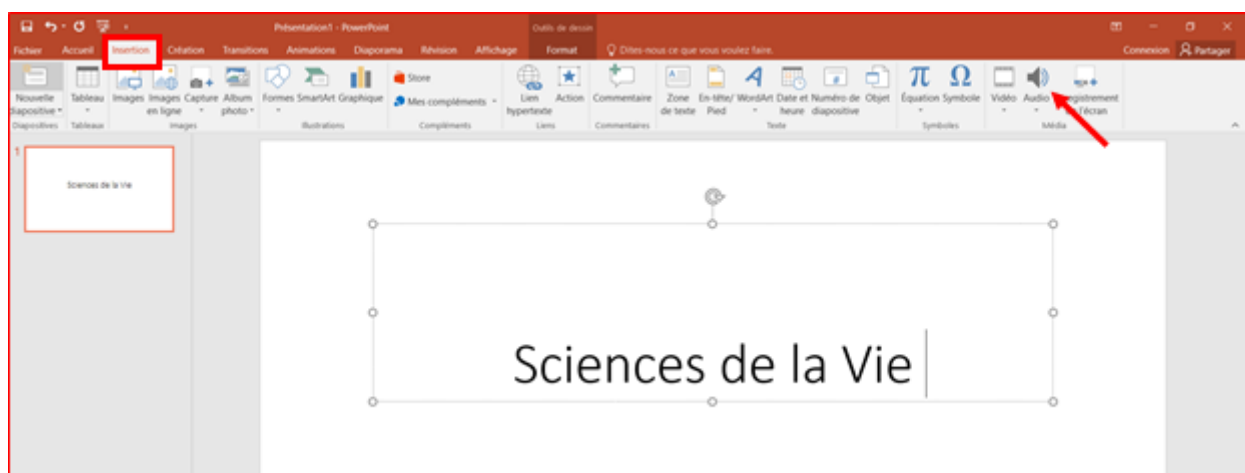 Présentation1 - PowerPoint
Outils de dessin
Fichier Accueil Insertion Création Transitions Animations Diaporama Révision Affichage Format Dites-nous ce que vous voulez faire. Connexion Partager
Nouvelle diapositive
Tableau
Images
Images en ligne
Capture
Album photo
Formes
SmartArt
Graphique
Store
Mes compléments
Lien hypertexte
Action
Commentaire
Zone de texte
En-tête/ Pied
WordArt
Date et heure
Numéro de diapositive
Objet
Équation
Symbole
Vidéo
Audio
Diapositives Tableaux Images Illustrations Compléments Liens Commentaires Texte Symboles Média
1
Sciences de la Vie
Sciences de la Vie